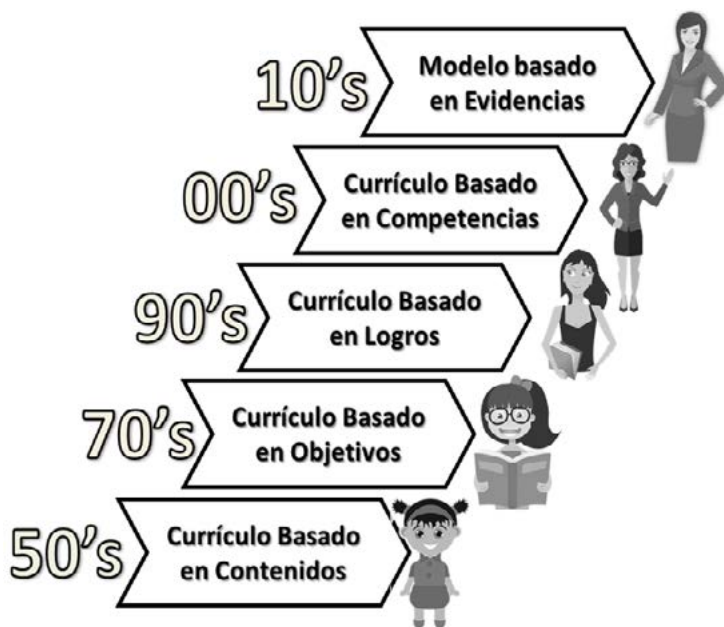 10's
Modelo basado
en Evidencias
00's
Currículo Basado
en Competencias
90's
Currículo Basado
en Logros
70's
Currículo Basado
en Objetivos
50's
Currículo Basado
en Contenidos